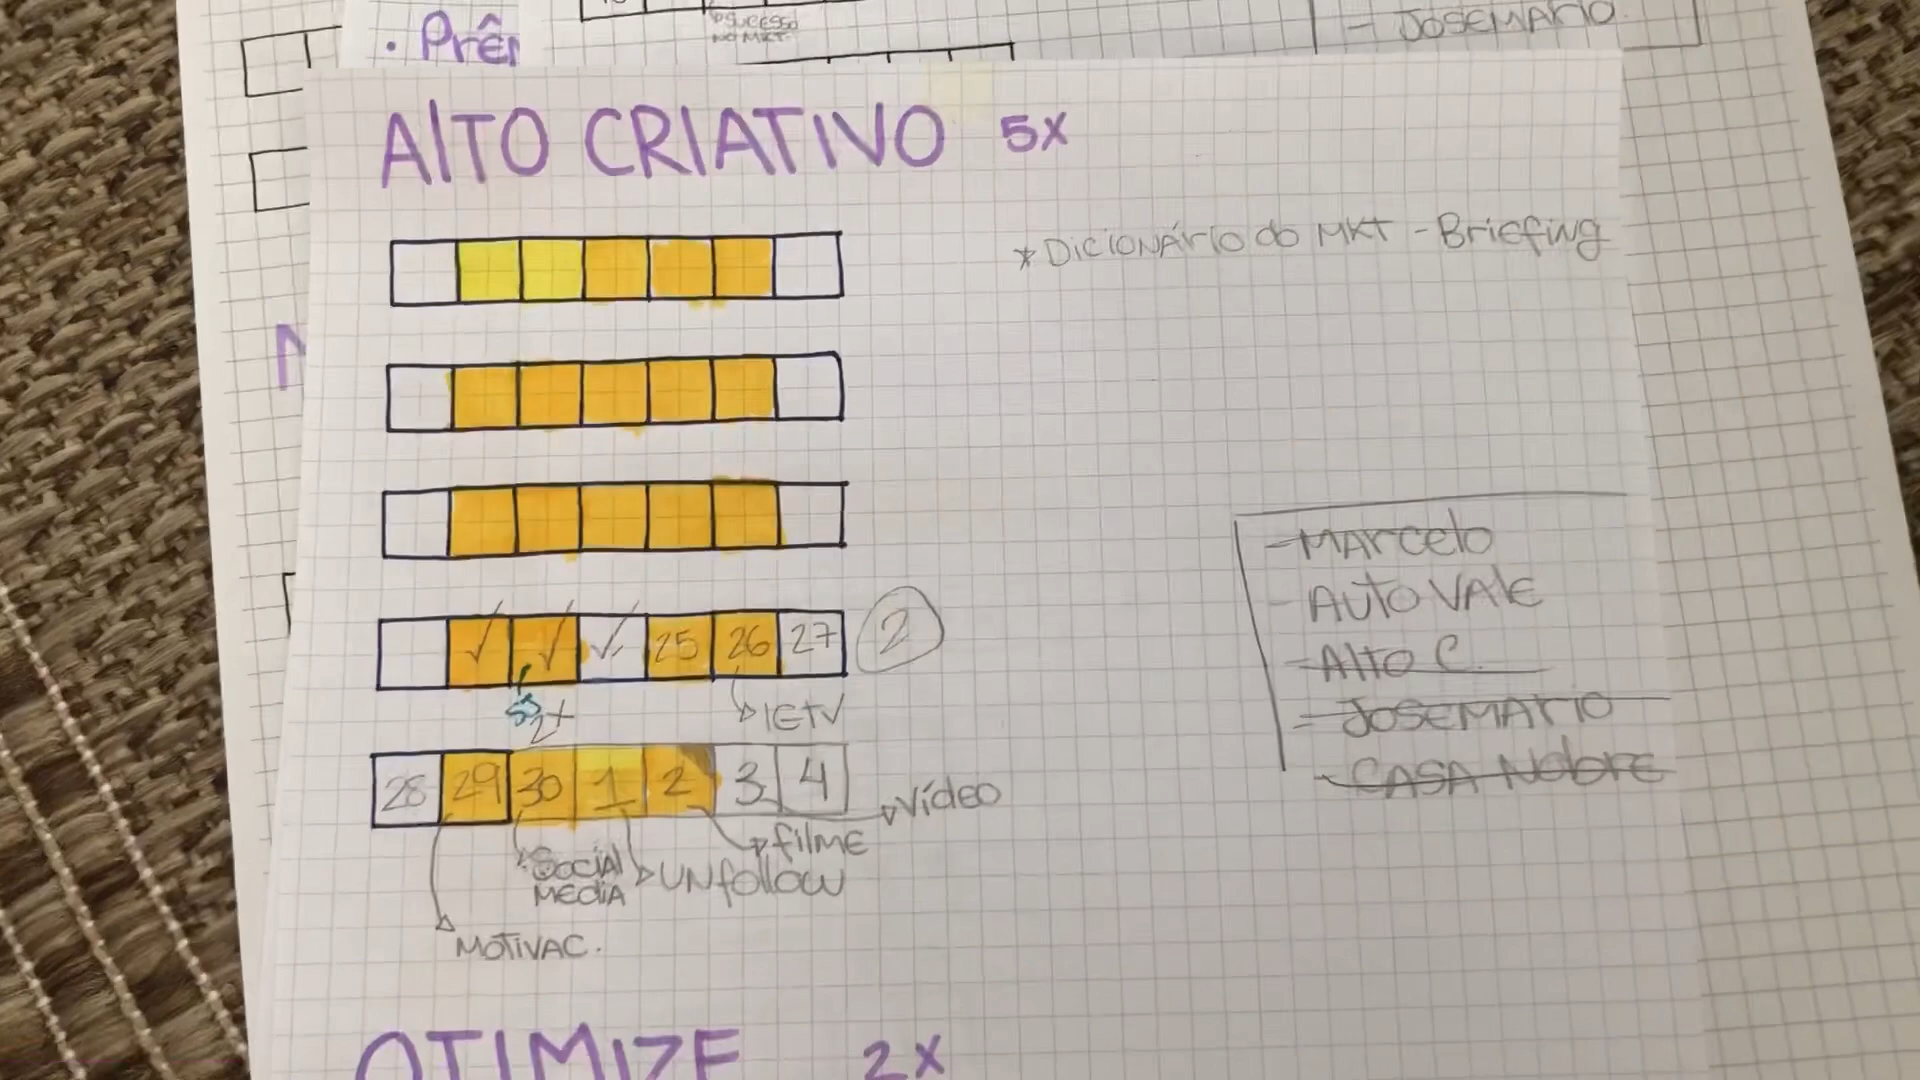 . Prê
SUCESSO
NO MKT.
- JOSEMARIO
AlTO CRIATIVO 5X
* DICIONÁRIO do MKT - Briefing
- MARCElo
- AUTO VAlE
- AlTO C.
- JOSEMARIO
- CASA NobRE
25 26 27 2
2x
IGTV
28 29 30 1 2 3 4
VÍdEO
filME
SOCIAl
MEdIA
UNfollow
MOTIVAC.
OTIMIZE 2X